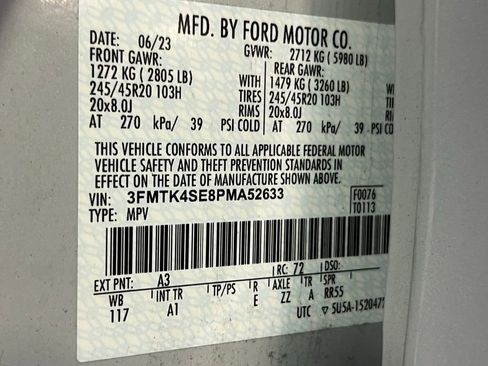 MFD. BY FORD MOTOR CO.
DATE: 06/23 GVWR: 2712 KG ( 5980 LB)
FRONT GAWR: REAR GAWR:
1272 KG ( 2805 LB) WITH 1479 KG ( 3260 LB) WITH
245/45R20 103H TIRES 245/45R20 103H
20x8.0J RIMS 20x8.0J
AT 270 kPa/ 39 PSI COLD AT 270 kPa/ 39 PSI COL
THIS VEHICLE CONFORMS TO ALL APPLICABLE FEDERAL MOTOR
VEHICLE SAFETY AND THEFT PREVENTION STANDARDS IN
EFFECT ON THE DATE OF MANUFACTURE SHOWN ABOVE.
VIN: 3FMTK4SE8PMA52633 F0076
TYPE: MPV T0113
EXT PNT: A3 RC: 72 DSO:
WB INT TR TP/PS R AXLE TR SPR
117 A1 E ZZ A RR55
UTC ▽ 5U5A-152047